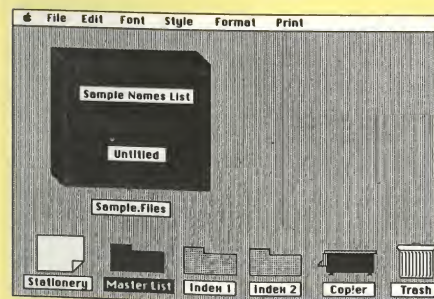 File Edit Font Style Format Print
Sample Names List
Untitled
Sample.Files
Stationery Master List Index 1 Index 2 Copier Trash